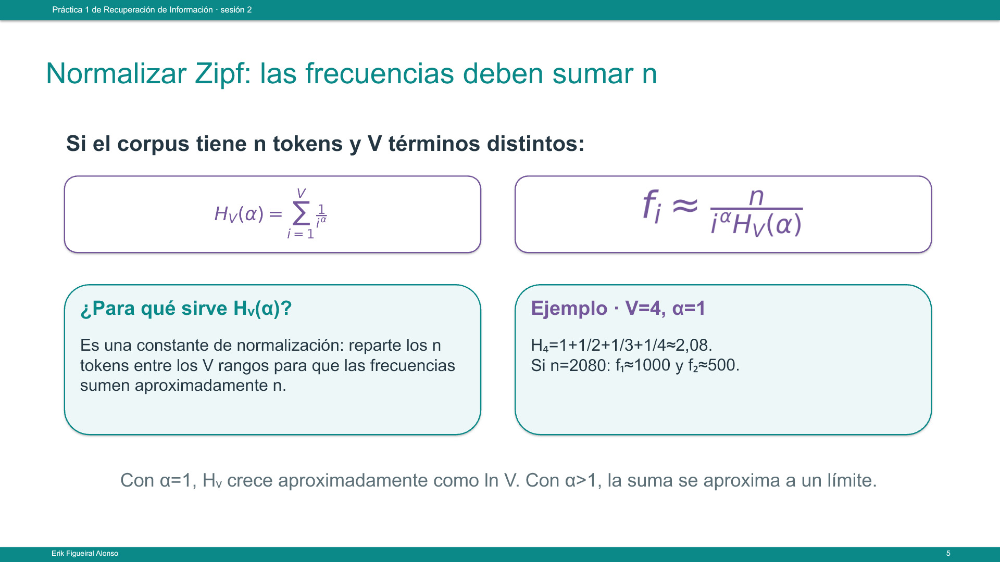 Práctica 1 de Recuperación de Información · sesión 2
Normalizar Zipf: las frecuencias deben sumar n
Si el corpus tiene n tokens y V términos distintos:
H_V(α) = ∑_{i = 1}^{V} 1/i^α
f_i ≈ n / (i^α H_V(α))
¿Para qué sirve Hᵥ(α)?
Es una constante de normalización: reparte los n
tokens entre los V rangos para que las frecuencias
sumen aproximadamente n.
Ejemplo · V=4, α=1
H₄=1+1/2+1/3+1/4≈2,08.
Si n=2080: f₁≈1000 y f₂≈500.
Con α=1, Hᵥ crece aproximadamente como ln V. Con α>1, la suma se aproxima a un límite.
Erik Figueiral Alonso
5